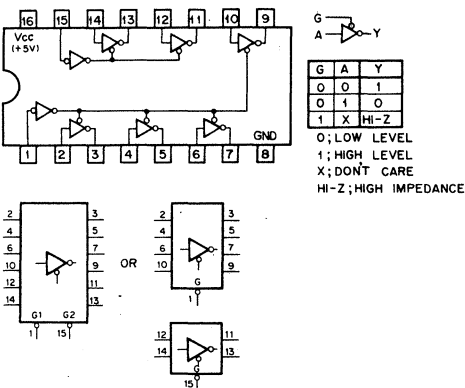 16 15 14 13 12 11 10 9
Vcc
(+5V)
GND
1 2 3 4 5 6 7 8
G
A Y
G A Y
0 0 1
0 1 0
1 X HI-Z
0; LOW LEVEL
1; HIGH LEVEL
X; DON'T CARE
HI-Z; HIGH IMPEDANCE
2 3
4 5
6 7
10 9
12 11
14 13
G1 G2
1 15
OR
2 3
4 5
6 7
10 9
G
1
12 11
14 13
G
15